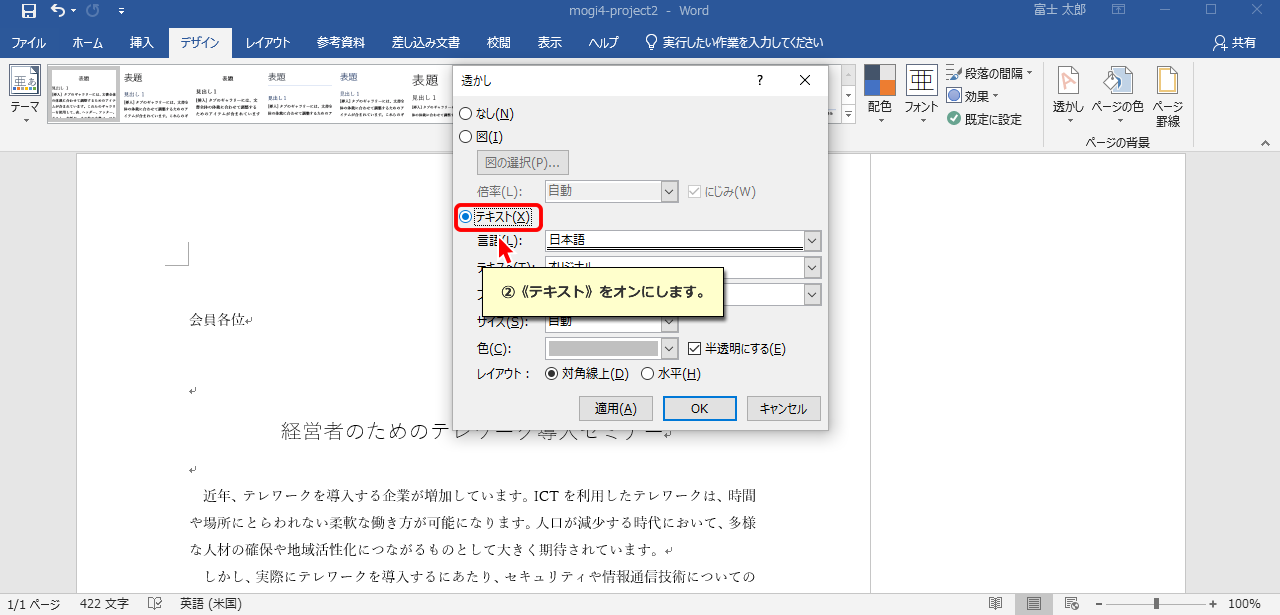 mogi4-project2 - Word
富士 太郎
ファイル ホーム 挿入 デザイン レイアウト 参考資料 差し込み文書 校閲 表示 ヘルプ 実行したい作業を入力してください 共有
テーマ
表題
表題
表題
表題
表題
表題
配色
フォント
段落の間隔
効果
既定に設定
透かし
ページの色
ページ罫線
ページの背景
透かし
?
なし(N)
図(I)
図の選択(P)...
倍率(L): 自動 にじみ(W)
テキスト(X)
言語(L): 日本語
②《テキスト》をオンにします。
サイズ(S): 自動
色(C): 半透明にする(E)
レイアウト: 対角線上(D) 水平(H)
適用(A) OK キャンセル
会員各位
経営者のためのテレワーク導入セミナー
近年、テレワークを導入する企業が増加しています。ICT を利用したテレワークは、時間
や場所にとらわれない柔軟な働き方が可能になります。人口が減少する時代において、多様
な人材の確保や地域活性化につながるものとして大きく期待されています。
しかし、実際にテレワークを導入するにあたり、セキュリティや情報通信技術についての
1/1 ページ 422 文字 英語 (米国) 100%